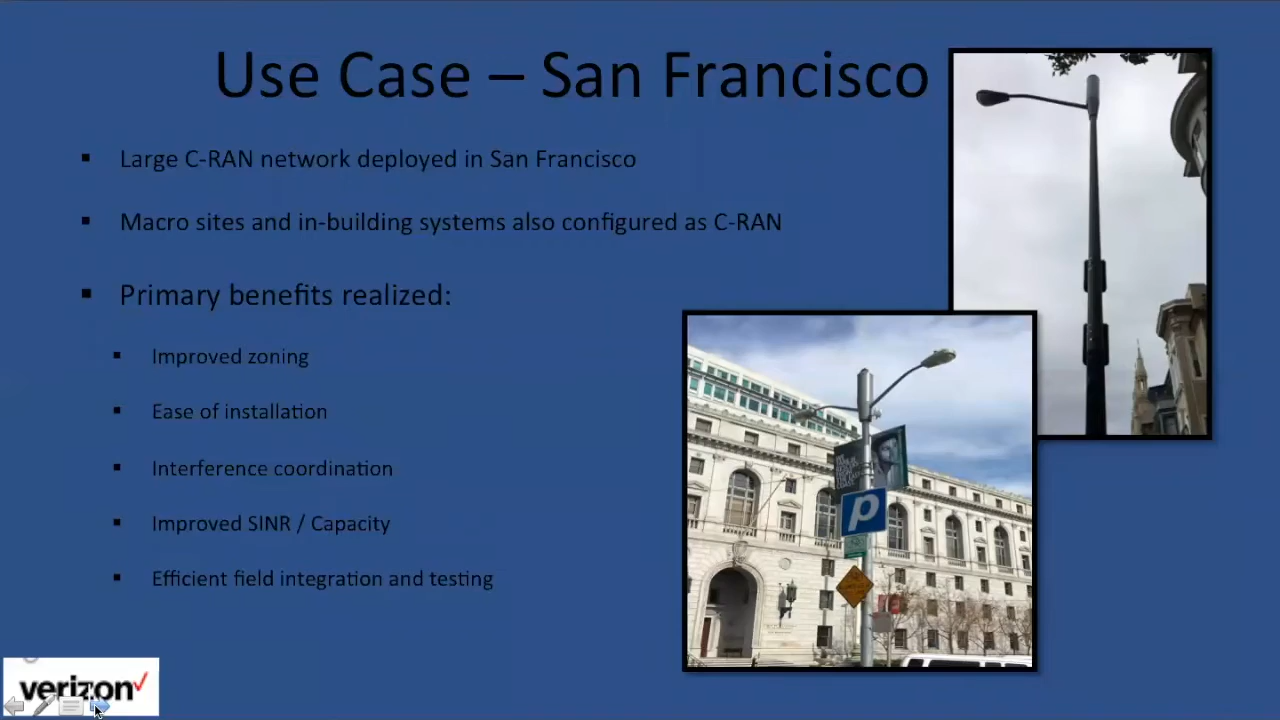 Use Case – San Francisco
Large C-RAN network deployed in San Francisco
Macro sites and in-building systems also configured as C-RAN
Primary benefits realized:
Improved zoning
Ease of installation
Interference coordination
Improved SINR / Capacity
Efficient field integration and testing
P
verizon